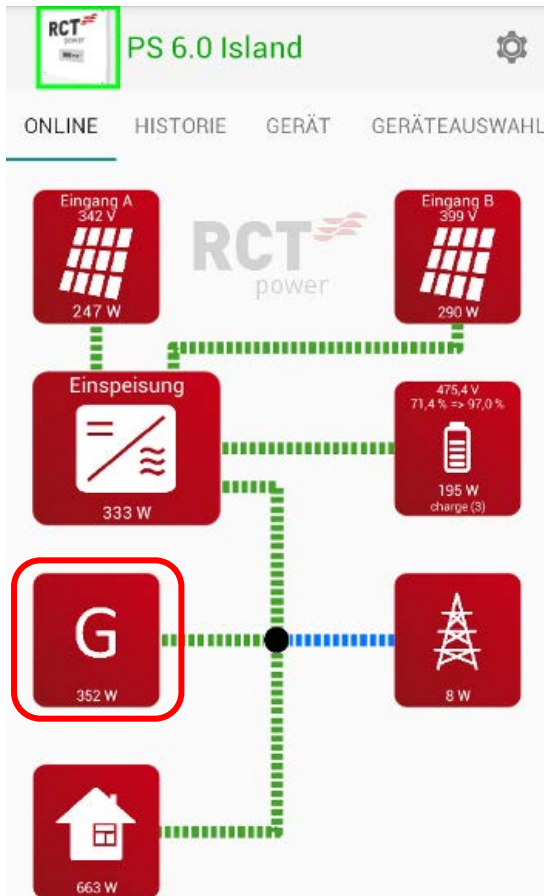 RCT
power
PS 6.0 Island
ONLINE HISTORIE GERÄT GERÄTEAUSWAHL
Eingang A
342 V
247 W
RCT
power
Eingang B
399 V
290 W
Einspeisung
333 W
475,4 V
71,4 % => 97,0 %
195 W
charge (3)
G
352 W
8 W
663 W